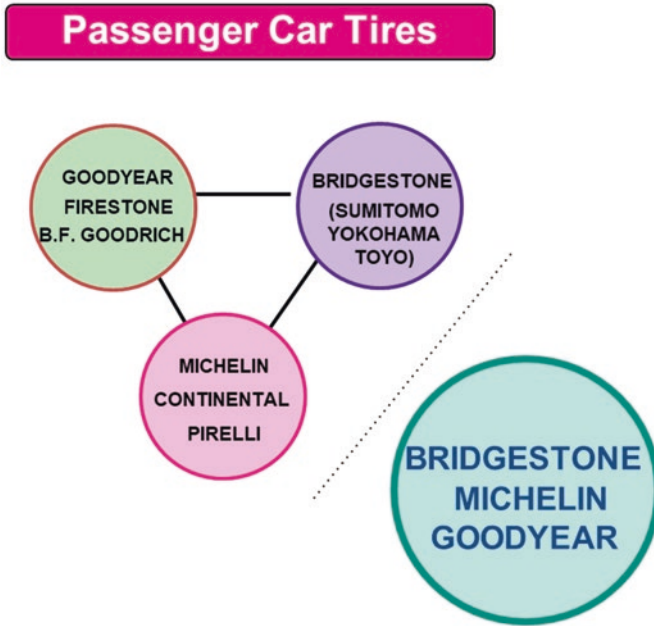 Passenger Car Tires
GOODYEAR
FIRESTONE
B.F. GOODRICH
BRIDGESTONE
(SUMITOMO
YOKOHAMA
TOYO)
MICHELIN
CONTINENTAL
PIRELLI
BRIDGESTONE
MICHELIN
GOODYEAR